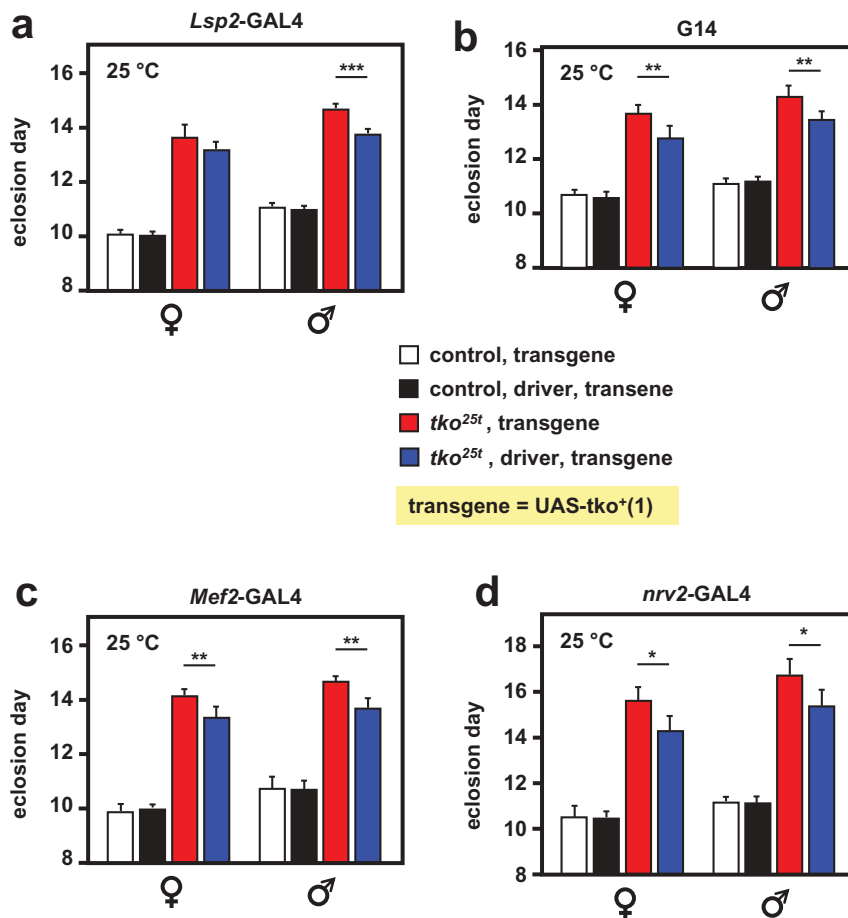 a
Lsp2-GAL4
25 °C
***
eclosion day
16
14
12
10
8
♀ ♂
b
G14
25 °C
** **
eclosion day
16
14
12
10
8
♀ ♂
control, transgene
control, driver, transene
tko25t , transgene
tko25t , driver, transgene
transgene = UAS-tko+(1)
c
Mef2-GAL4
25 °C
** **
eclosion day
16
14
12
10
8
♀ ♂
d
nrv2-GAL4
25 °C
* *
eclosion day
18
16
14
12
10
8
♀ ♂